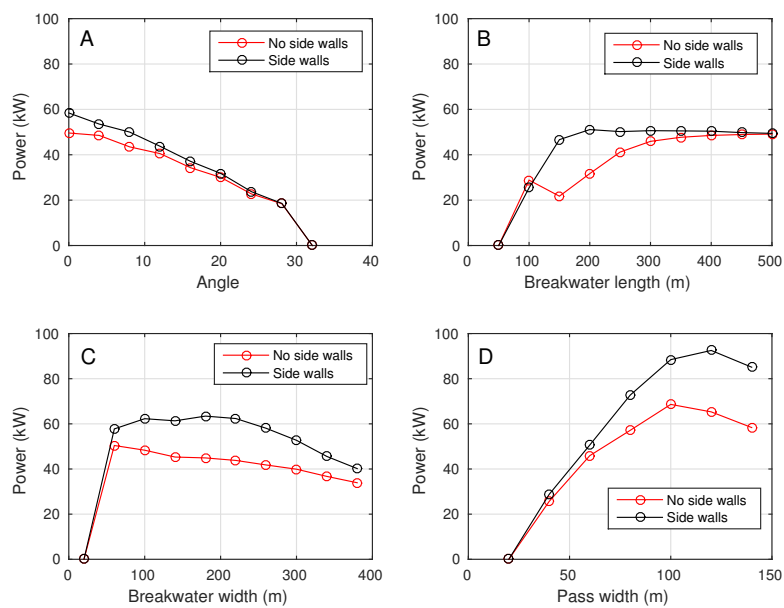 A
No side walls
Side walls
100
80
60
40
20
0
Power (kW)
0 10 20 30 40
Angle
B
No side walls
Side walls
100
80
60
40
20
0
Power (kW)
100 200 300 400 500
Breakwater length (m)
C
No side walls
Side walls
100
80
60
40
20
0
Power (kW)
0 100 200 300 400
Breakwater width (m)
D
No side walls
Side walls
100
80
60
40
20
0
Power (kW)
0 50 100 150
Pass width (m)